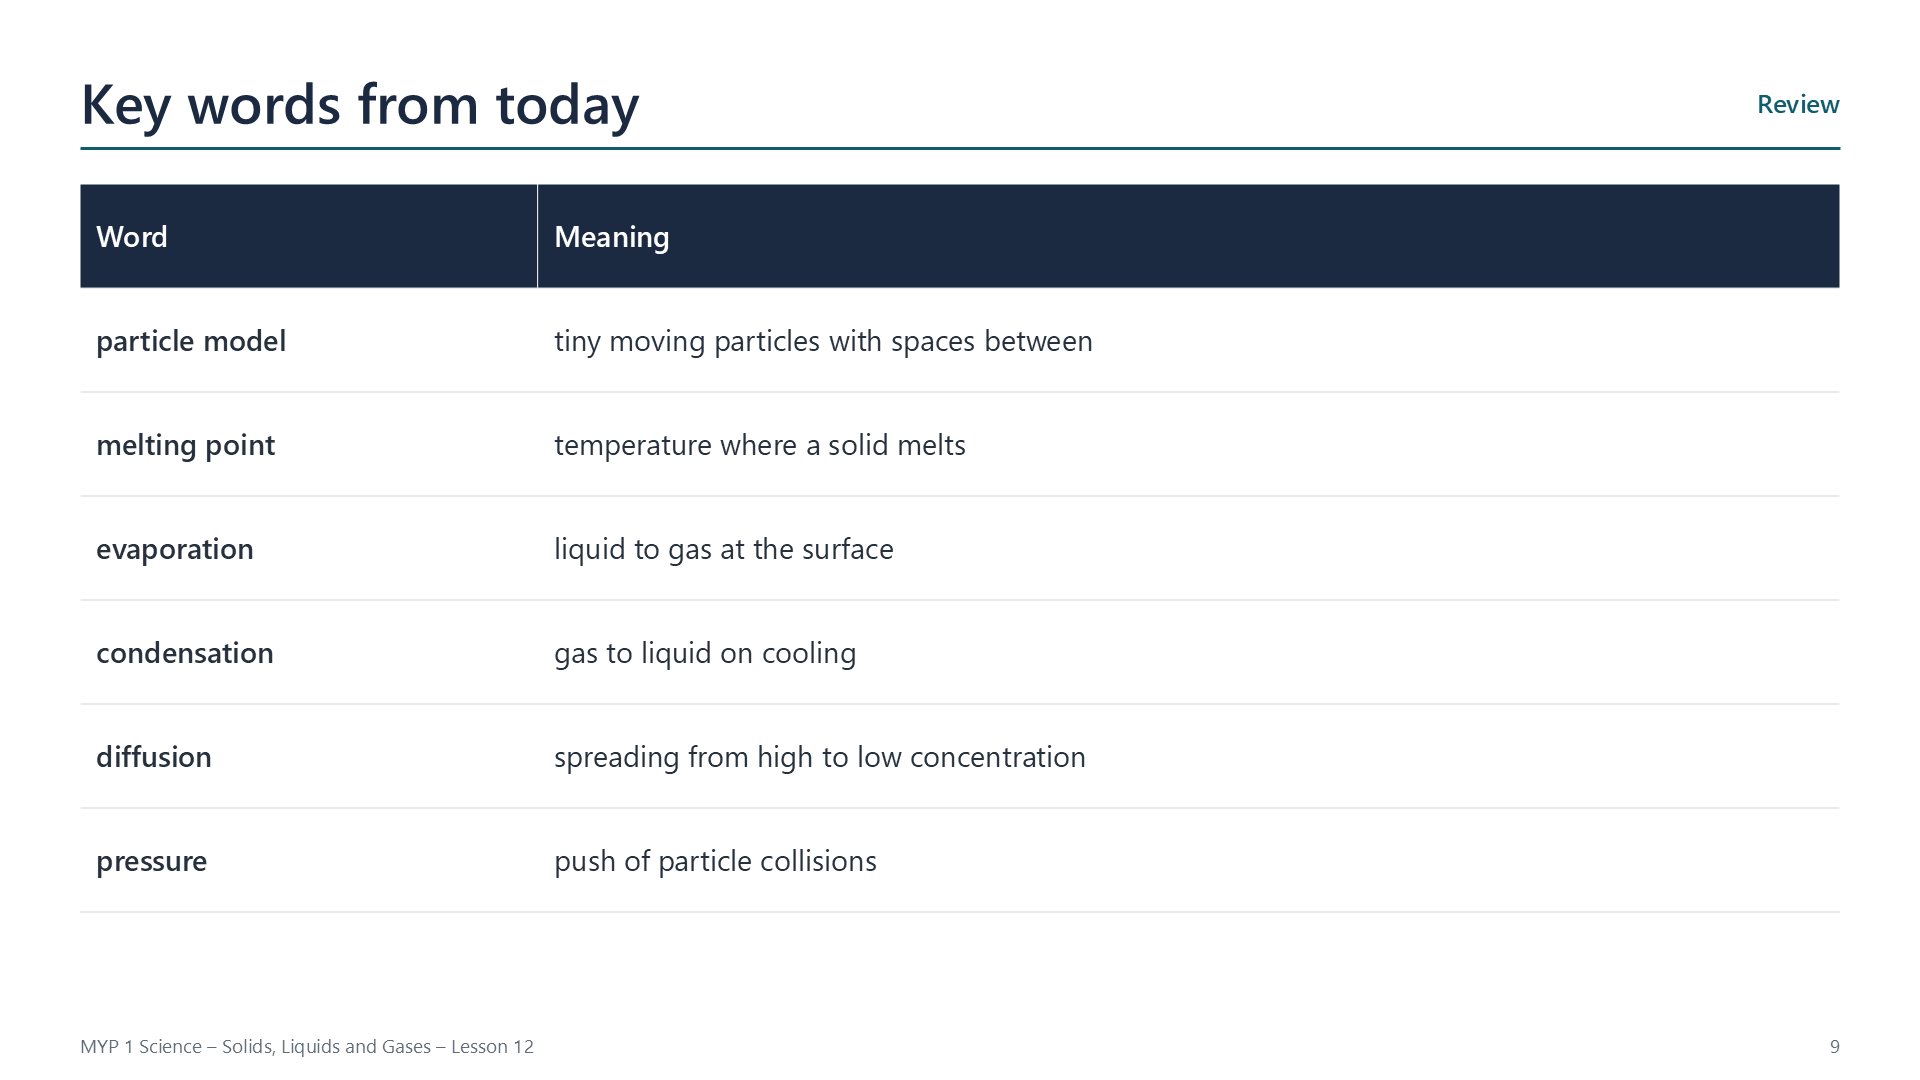 Key words from today
Review
Word Meaning
particle model tiny moving particles with spaces between
melting point temperature where a solid melts
evaporation liquid to gas at the surface
condensation gas to liquid on cooling
diffusion spreading from high to low concentration
pressure push of particle collisions
MYP 1 Science – Solids, Liquids and Gases – Lesson 12
9